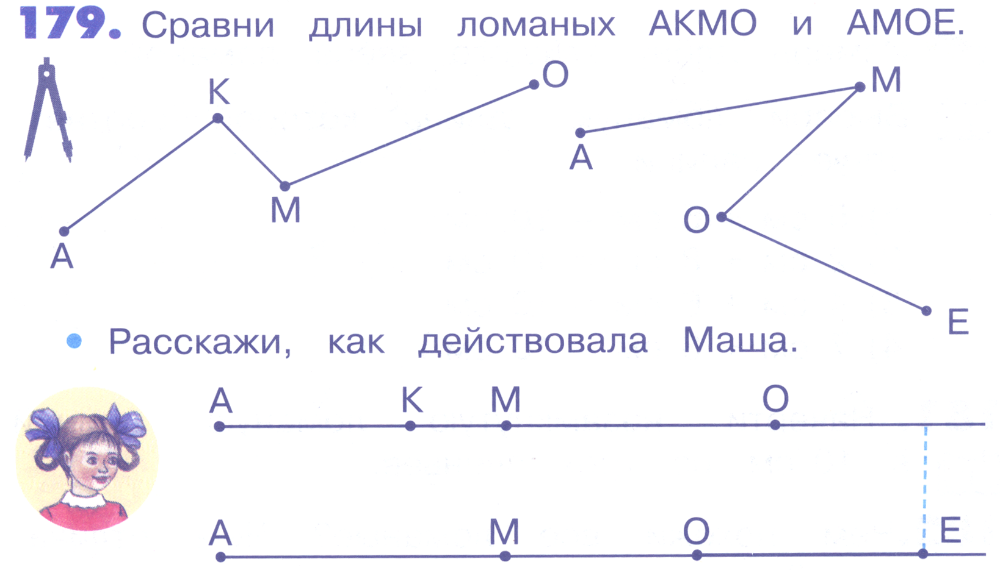 179. Сравни длины ломаных АКМО и АМОЕ.
К
О
М
А
М
А
О
Е
• Расскажи, как действовала Маша.
А К М О
А М О Е